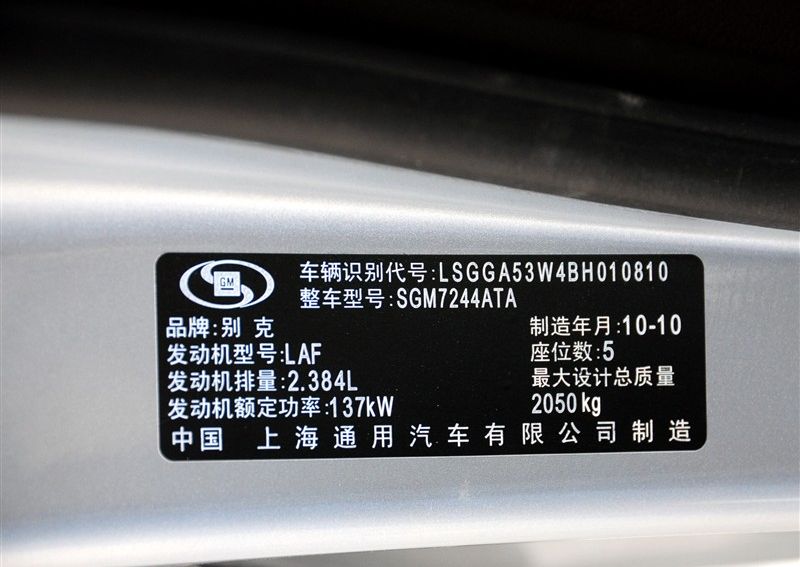 GM
车辆识别代号:LSGGA53W4BH010810
整车型号:SGM7244ATA
品牌:别 克
制造年月:10-10
发动机型号:LAF
座位数:5
发动机排量:2.384L
最大设计总质量
发动机额定功率:137kW
2050kg
中国 上海通用汽车有限公司制造